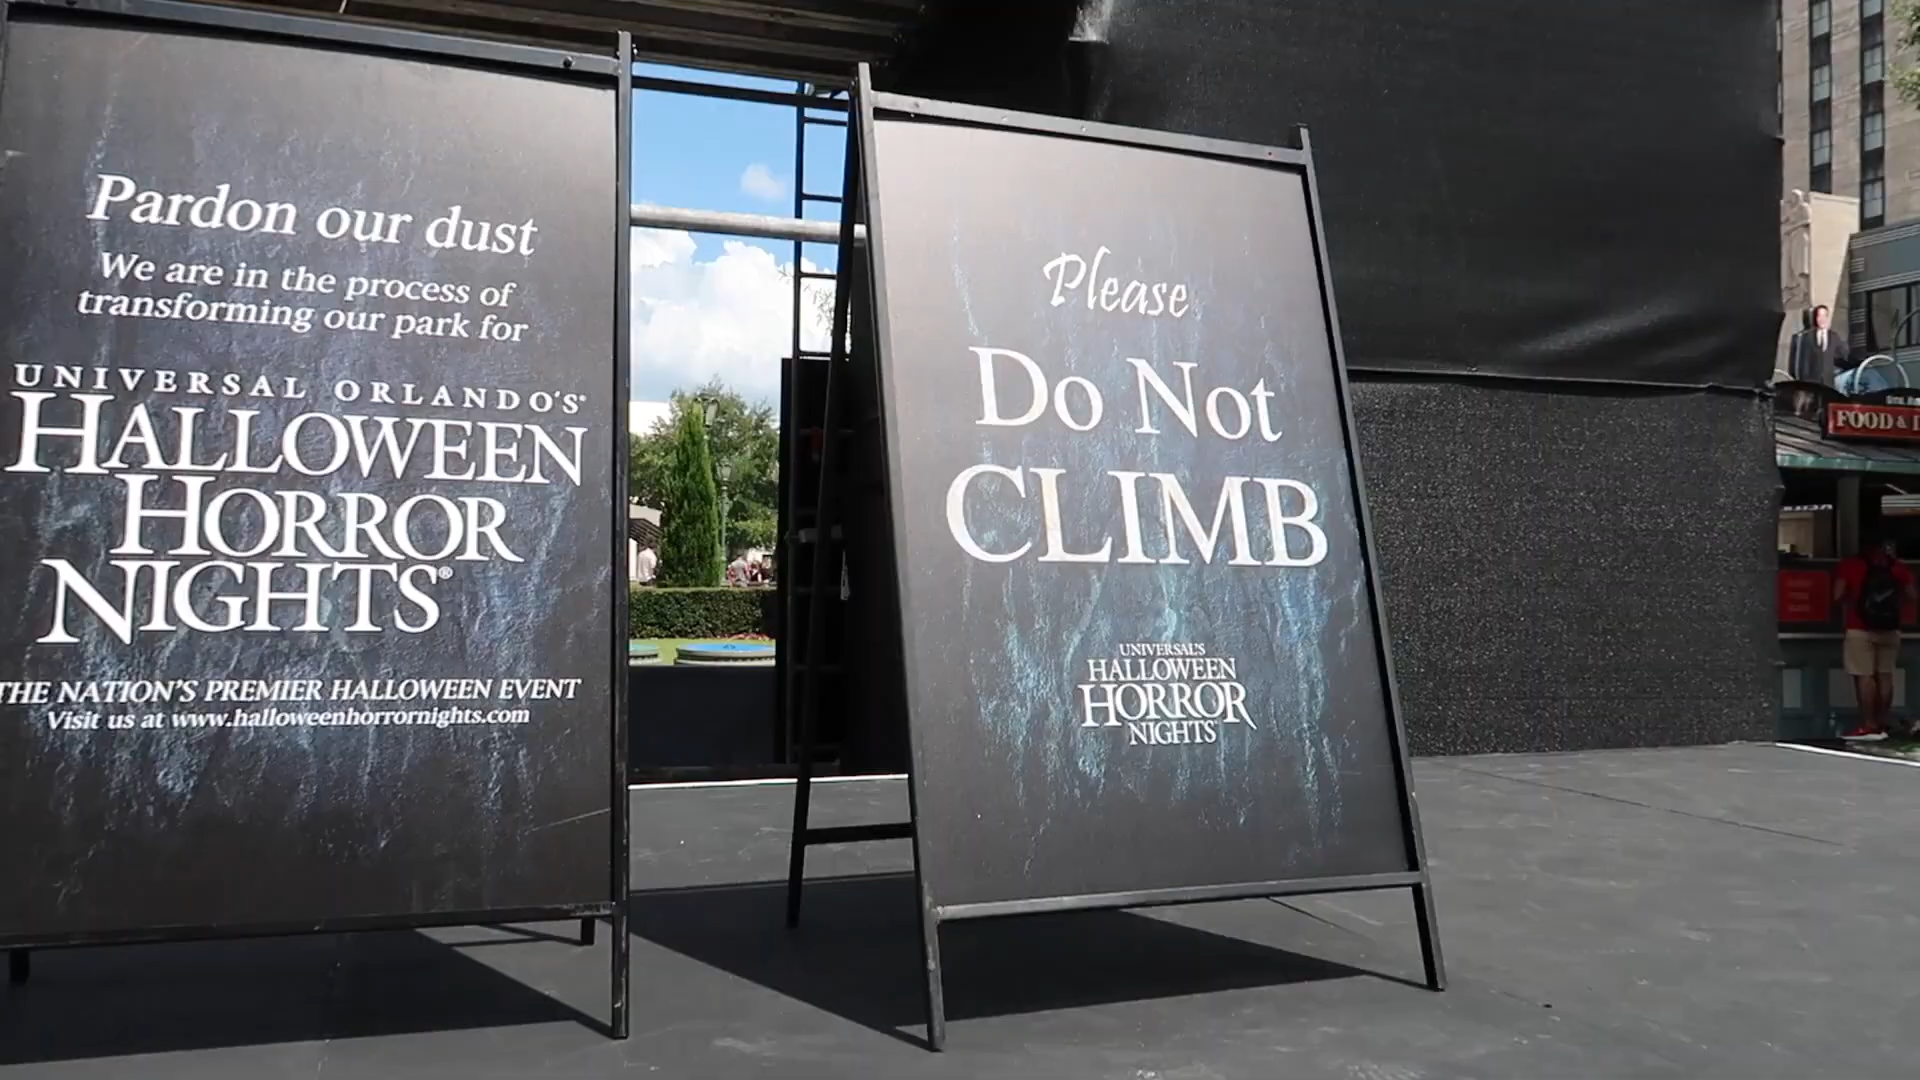 Pardon our dust
We are in the process of
transforming our park for
UNIVERSAL ORLANDO'S®
HALLOWEEN
HORROR
NIGHTS®
THE NATION'S PREMIER HALLOWEEN EVENT
Visit us at www.halloweenhorrornights.com
Please
Do Not
CLIMB
UNIVERSAL'S
HALLOWEEN
HORROR
NIGHTS
FOOD &